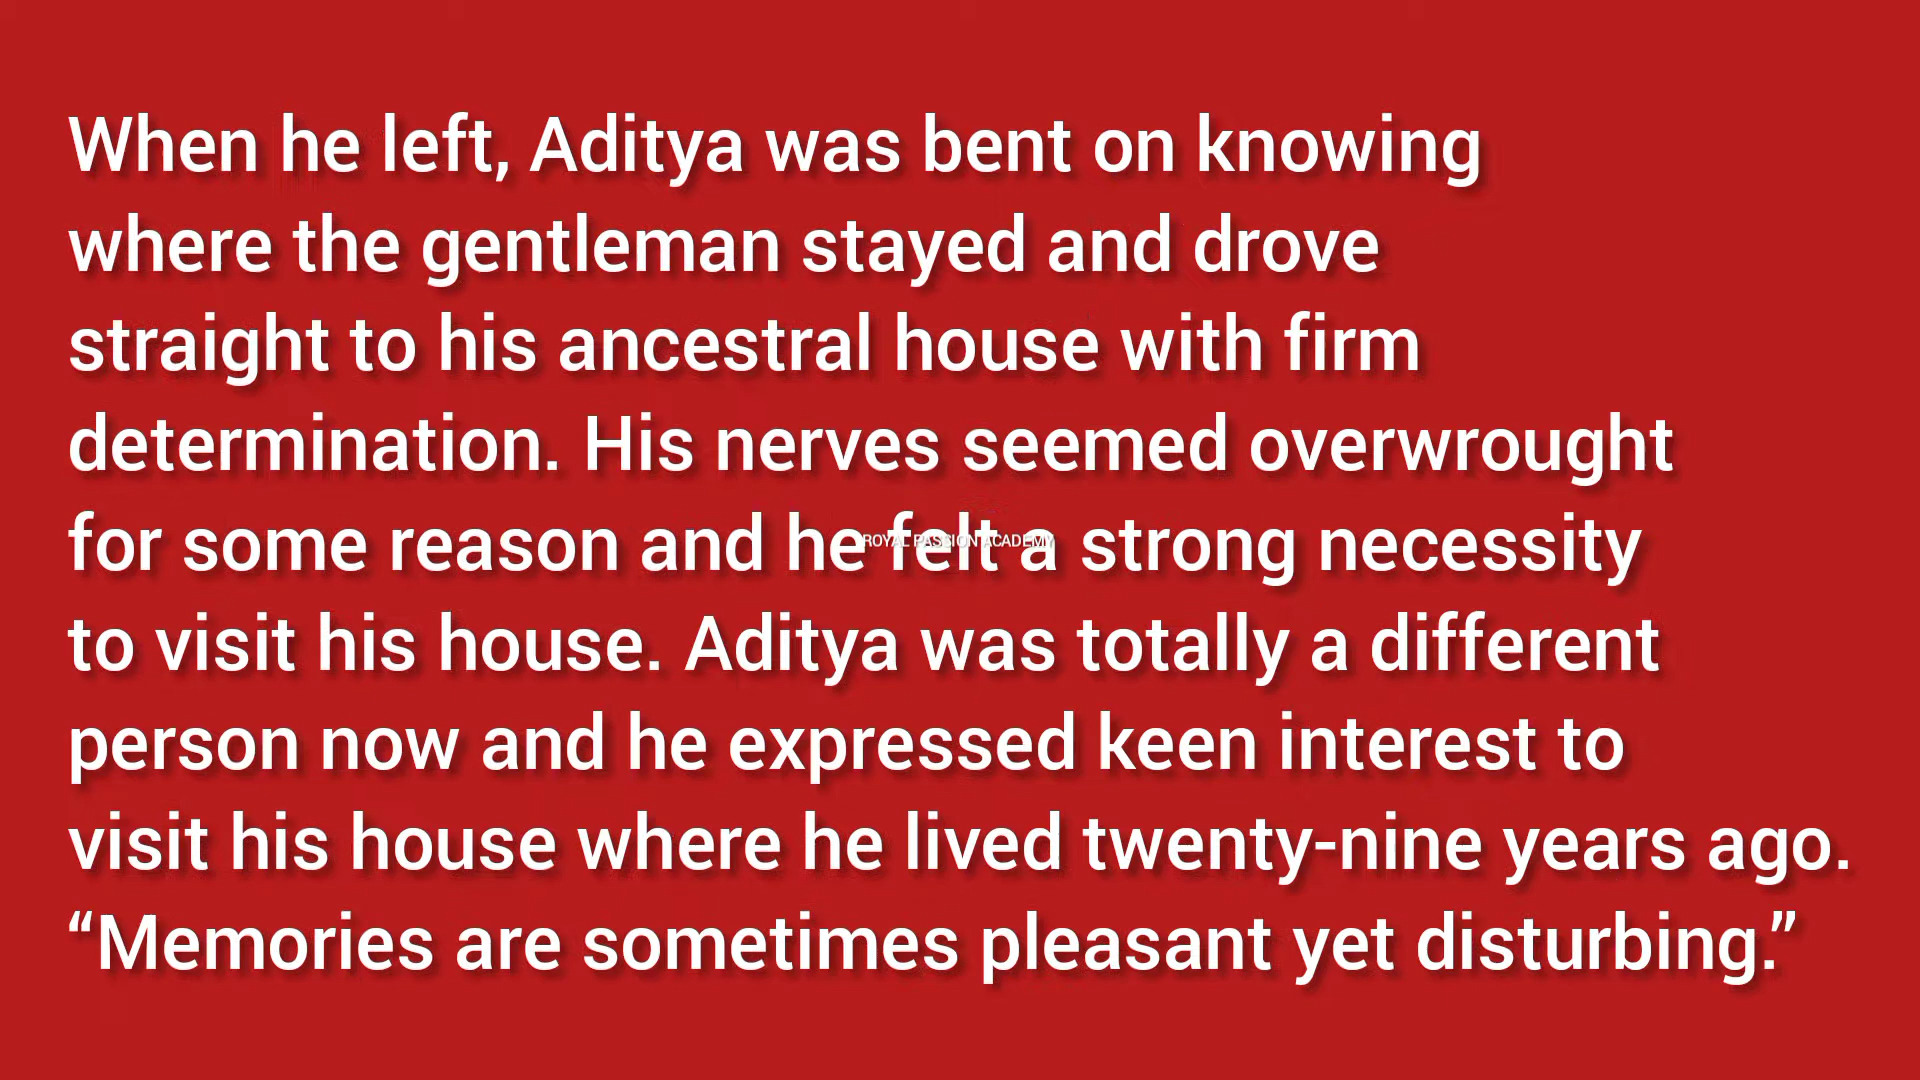 When he left, Aditya was bent on knowing
where the gentleman stayed and drove
straight to his ancestral house with firm
determination. His nerves seemed overwrought
for some reason and he felt a strong necessity
ROYAL PASSION ACADEMY
to visit his house. Aditya was totally a different
person now and he expressed keen interest to
visit his house where he lived twenty-nine years ago.
“Memories are sometimes pleasant yet disturbing.”